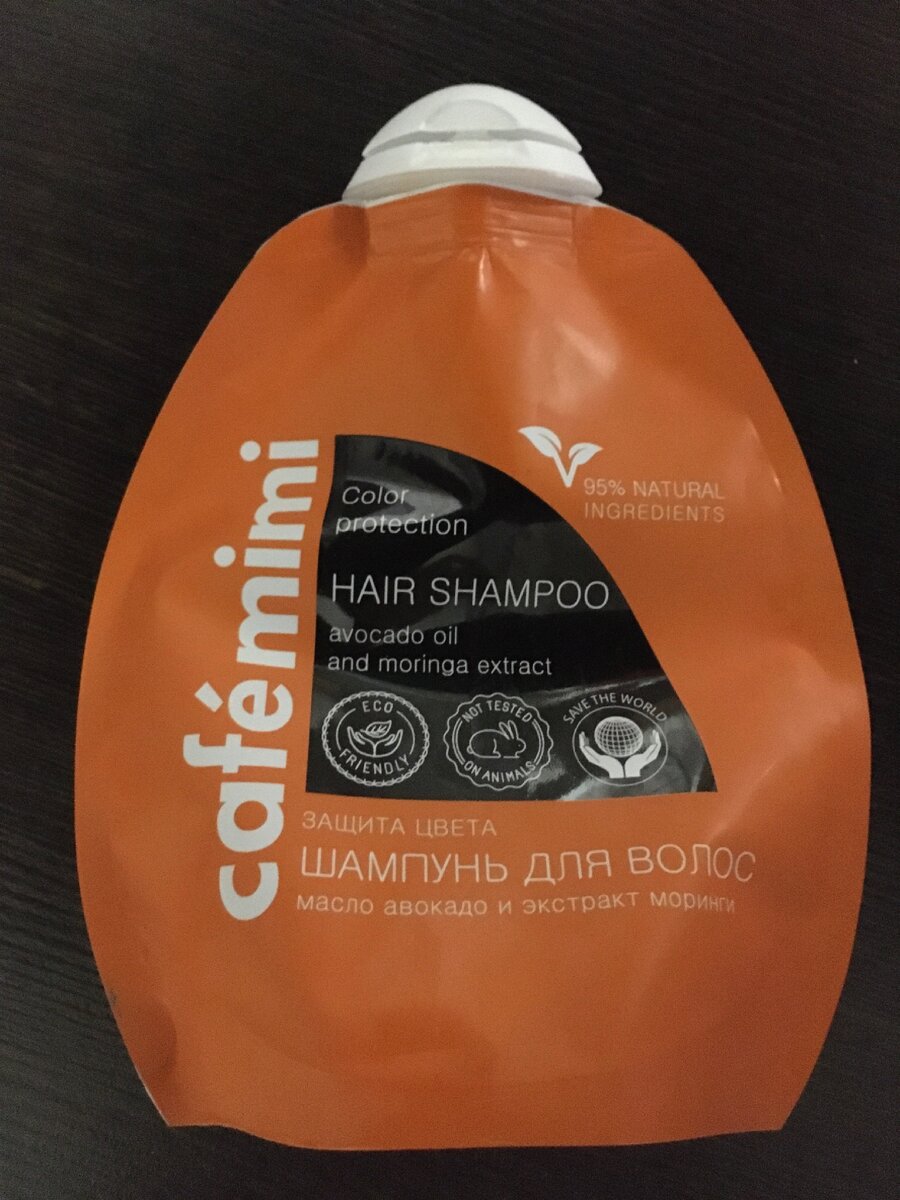 cafémimi
95% NATURAL
INGREDIENTS
Color
protection
HAIR SHAMPOO
avocado oil
and moringa extract
ECO
FRIENDLY
NOT TESTED
ON ANIMALS
SAVE THE WORLD
ЗАЩИТА ЦВЕТА
ШАМПУНЬ ДЛЯ ВОЛОС
масло авокадо и экстракт моринги